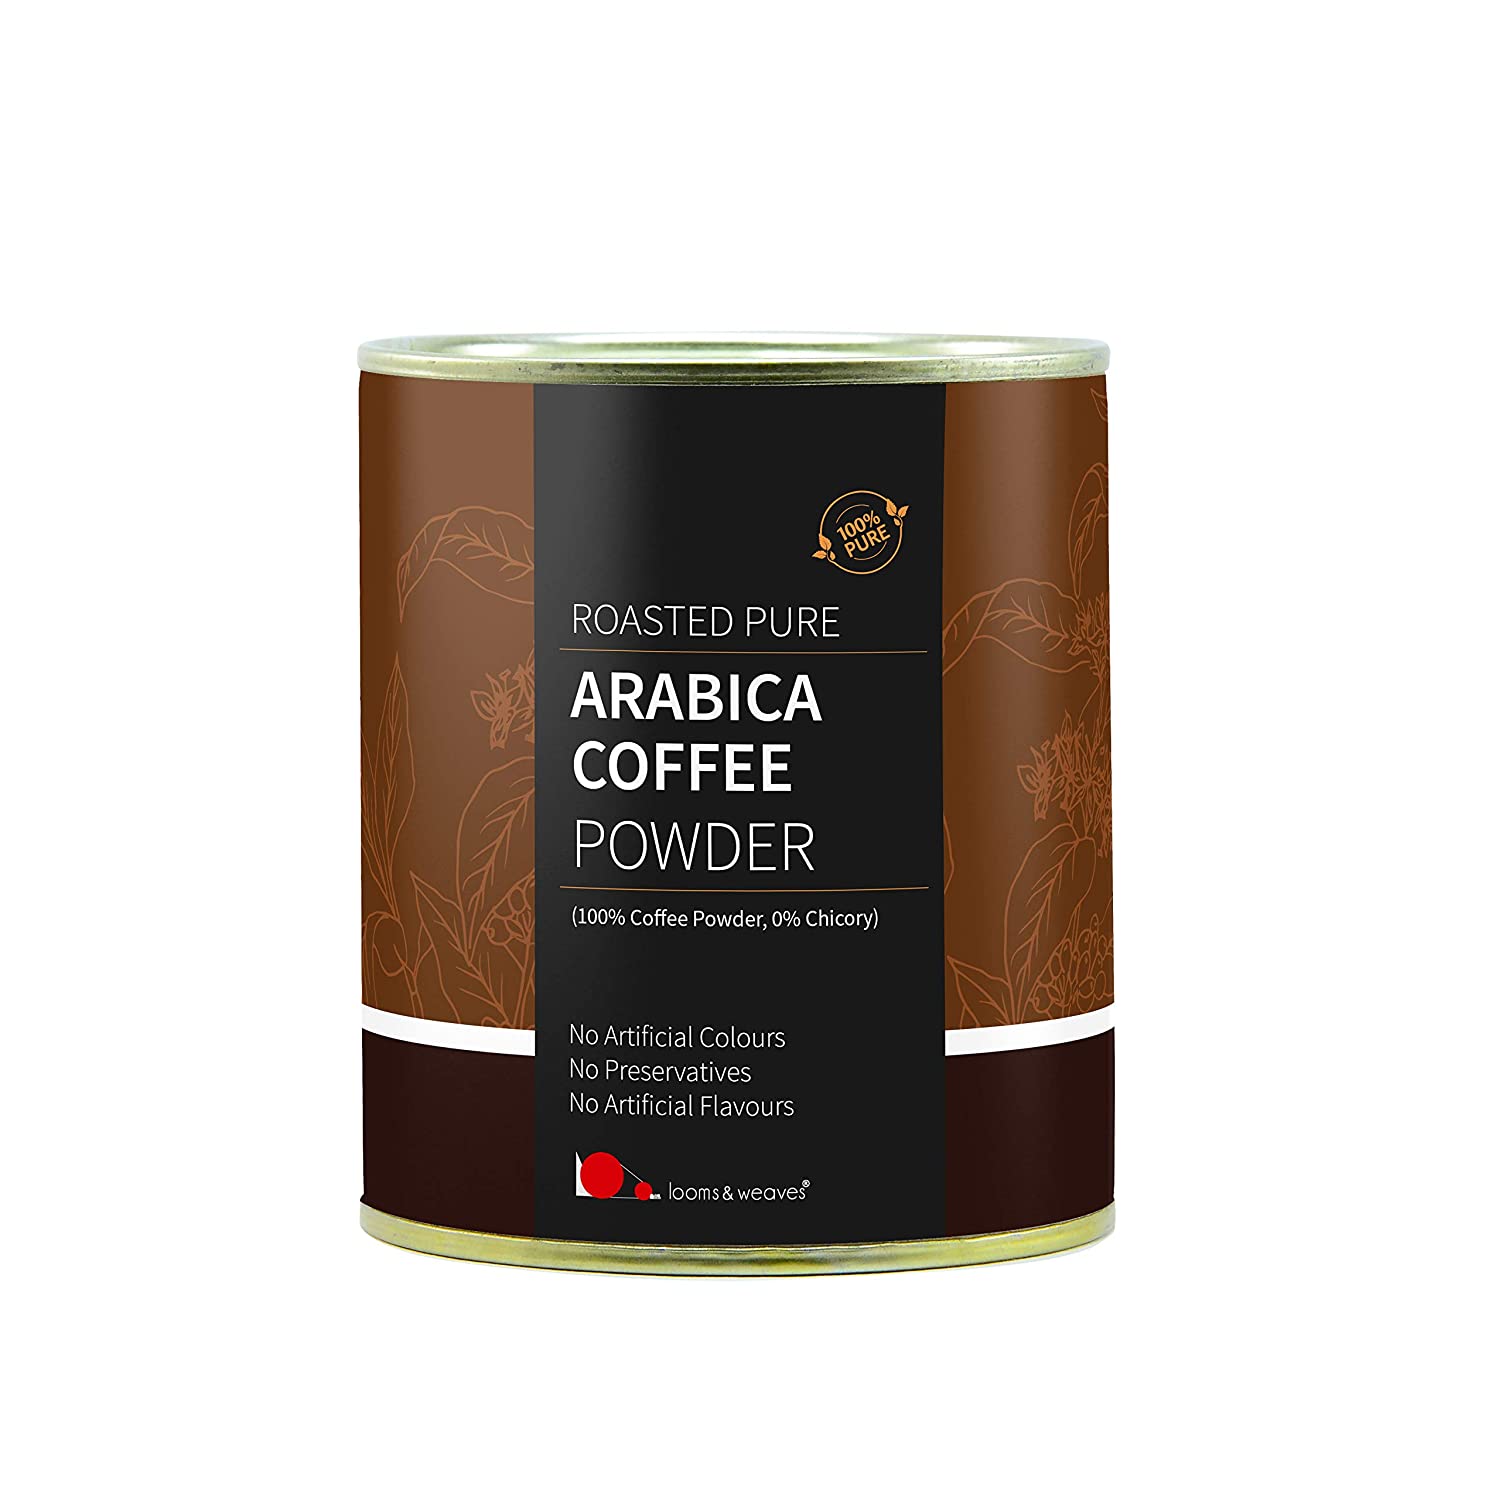 100%
PURE
ROASTED PURE
ARABICA
COFFEE
POWDER
(100% Coffee Powder, 0% Chicory)
No Artificial Colours
No Preservatives
No Artificial Flavours
looms & weaves®